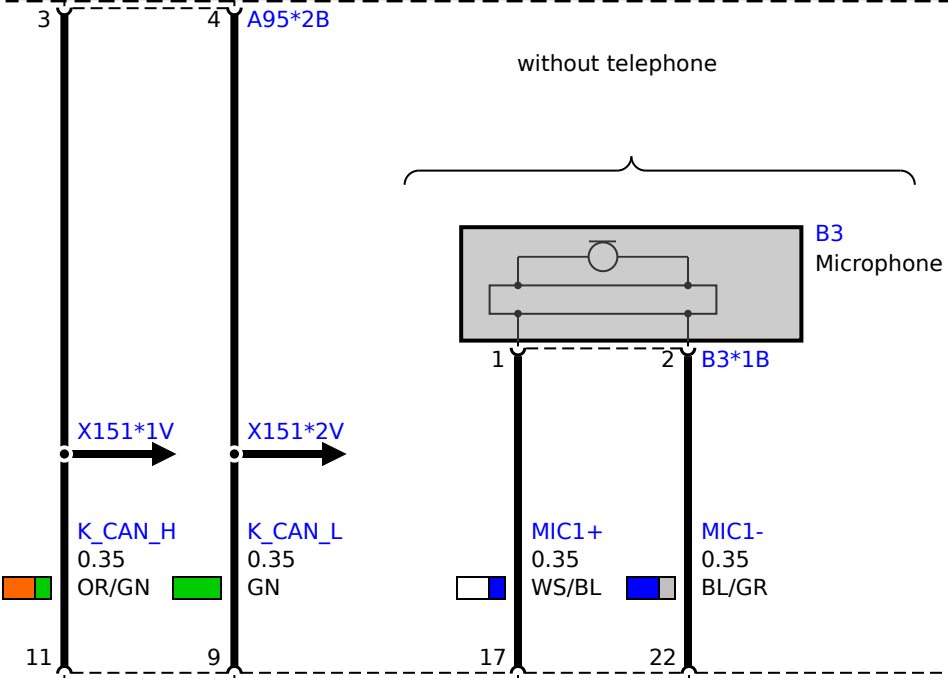 3
4 A95*2B
without telephone
B3
Microphone
1
2 B3*1B
X151*1V
X151*2V
K_CAN_H
0.35
OR/GN
K_CAN_L
0.35
GN
MIC1+
0.35
WS/BL
MIC1-
0.35
BL/GR
11
9
17
22